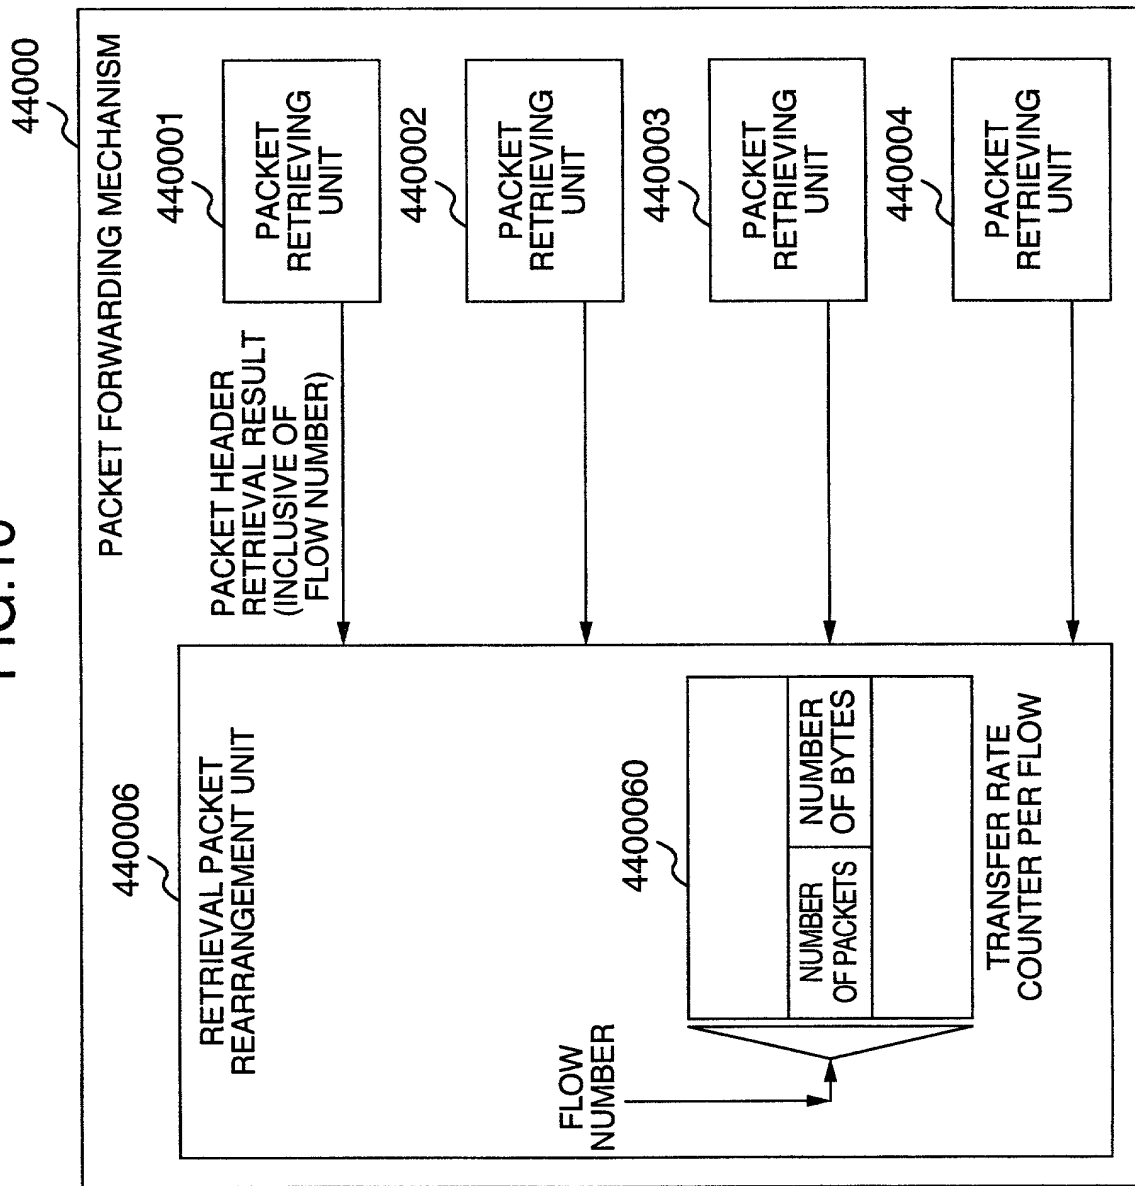 44000
PACKET FORWARDING MECHANISM
440006
RETRIEVAL PACKET
REARRANGEMENT UNIT
PACKET HEADER
RETRIEVAL RESULT
(INCLUSIVE OF
FLOW NUMBER)
440001
PACKET
RETRIEVING
UNIT
440002
PACKET
RETRIEVING
UNIT
FLOW
NUMBER
4400060
NUMBER
OF PACKETS
NUMBER
OF BYTES
440003
PACKET
RETRIEVING
UNIT
TRANSFER RATE
COUNTER PER FLOW
440004
PACKET
RETRIEVING
UNIT